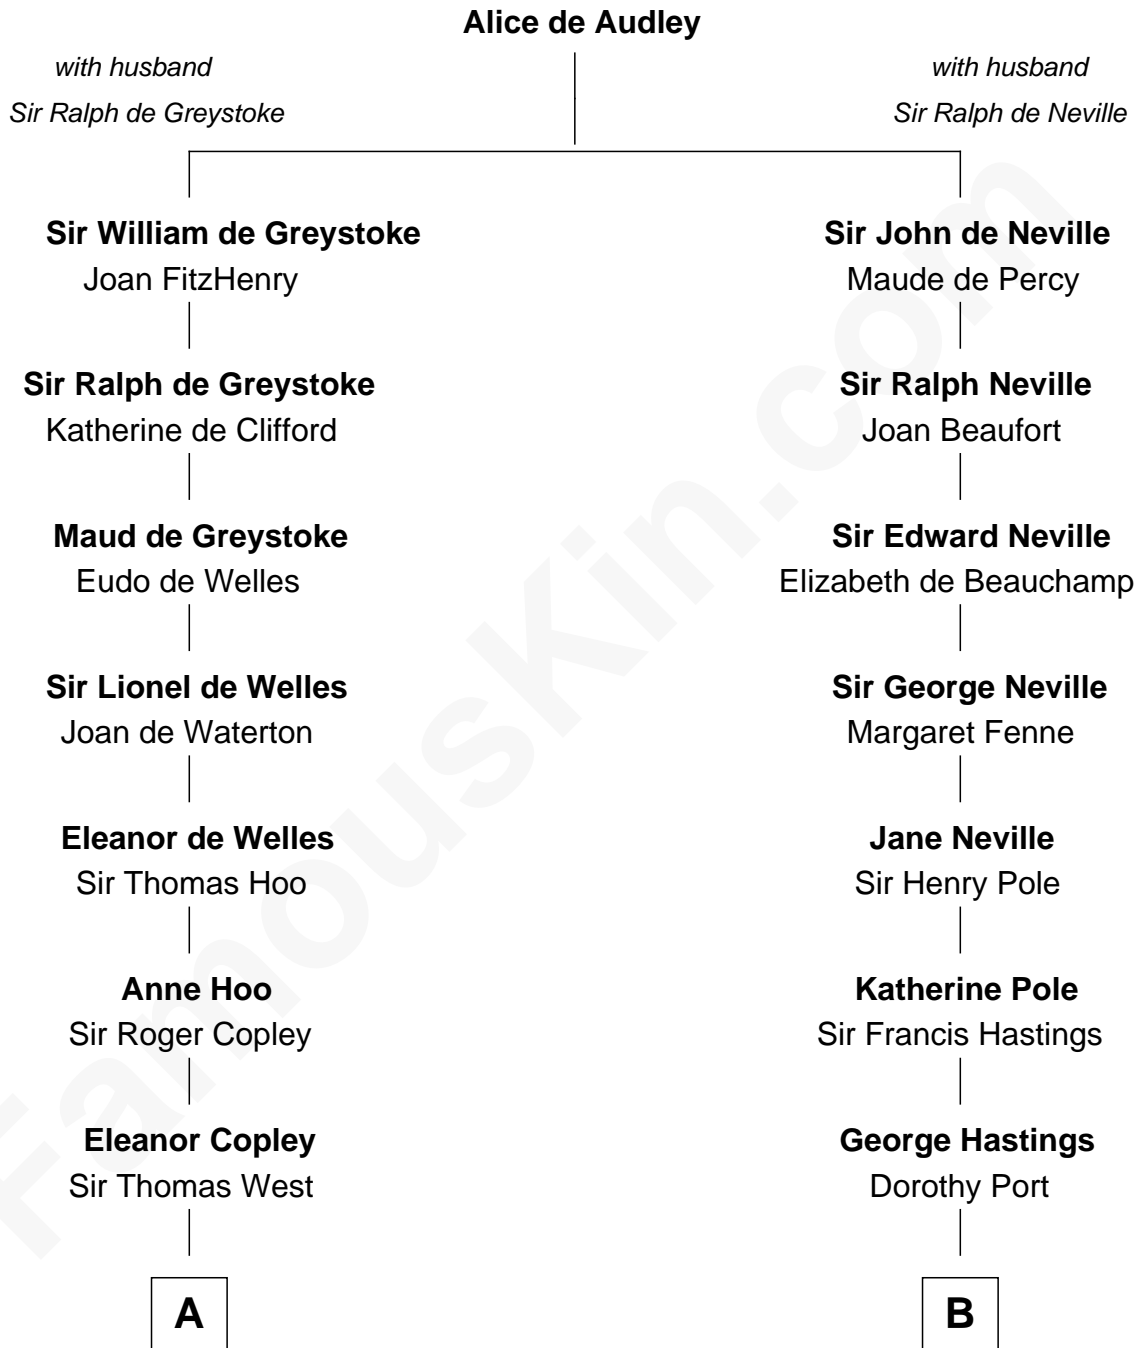 Alice de Audley
with husband
Sir Ralph de Greystoke
with husband
Sir Ralph de Neville
Sir William de Greystoke
Joan FitzHenry
Sir John de Neville
Maude de Percy
Sir Ralph de Greystoke
Katherine de Clifford
Sir Ralph Neville
Joan Beaufort
Maud de Greystoke
Eudo de Welles
Sir Edward Neville
Elizabeth de Beauchamp
Sir Lionel de Welles
Joan de Waterton
Sir George Neville
Margaret Fenne
Eleanor de Welles
Sir Thomas Hoo
Jane Neville
Sir Henry Pole
Anne Hoo
Sir Roger Copley
Katherine Pole
Sir Francis Hastings
Eleanor Copley
Sir Thomas West
George Hastings
Dorothy Port
A
B
FamousKin.com